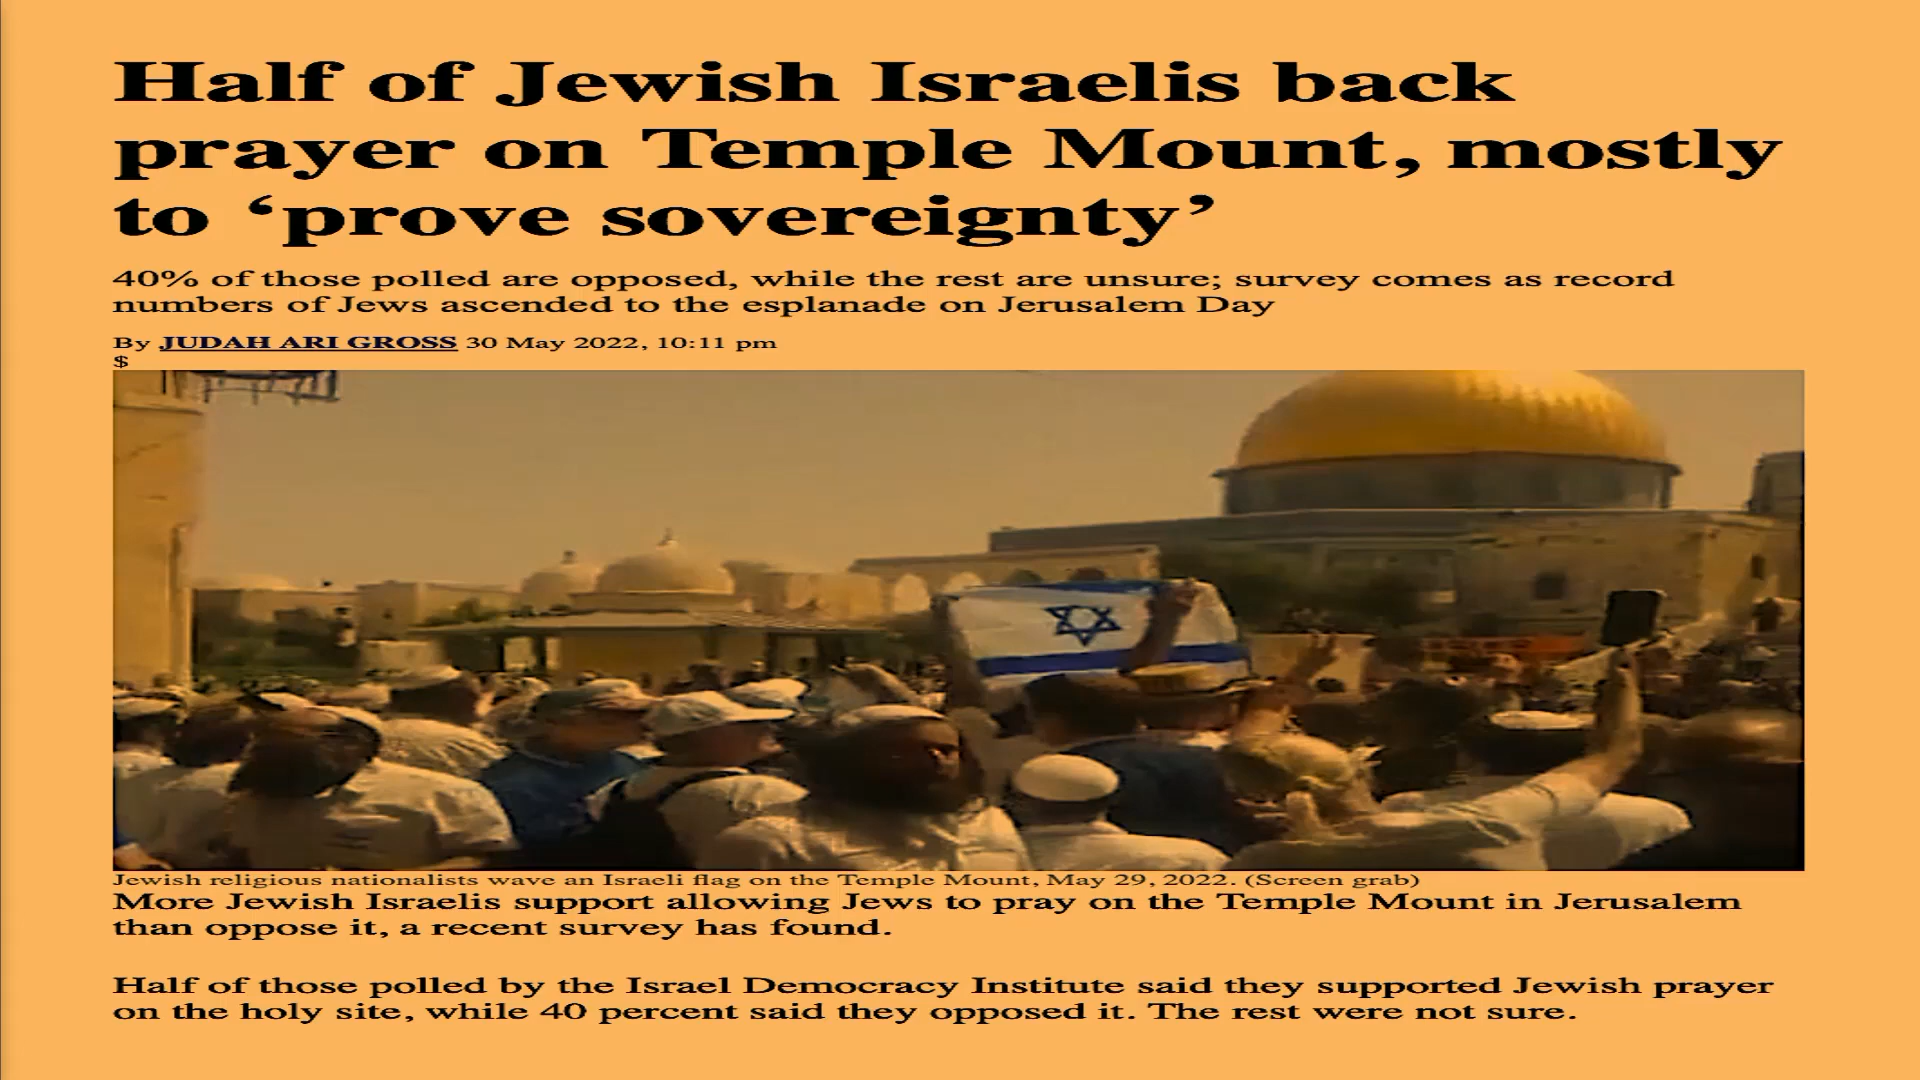 Half of Jewish Israelis back
prayer on Temple Mount, mostly
to ‘prove sovereignty’
40% of those polled are opposed, while the rest are unsure; survey comes as record
numbers of Jews ascended to the esplanade on Jerusalem Day
By JUDAH ARI GROSS 30 May 2022, 10:11 pm
$
Jewish religious nationalists wave an Israeli flag on the Temple Mount, May 29, 2022. (Screen grab)
More Jewish Israelis support allowing Jews to pray on the Temple Mount in Jerusalem
than oppose it, a recent survey has found.
Half of those polled by the Israel Democracy Institute said they supported Jewish prayer
on the holy site, while 40 percent said they opposed it. The rest were not sure.